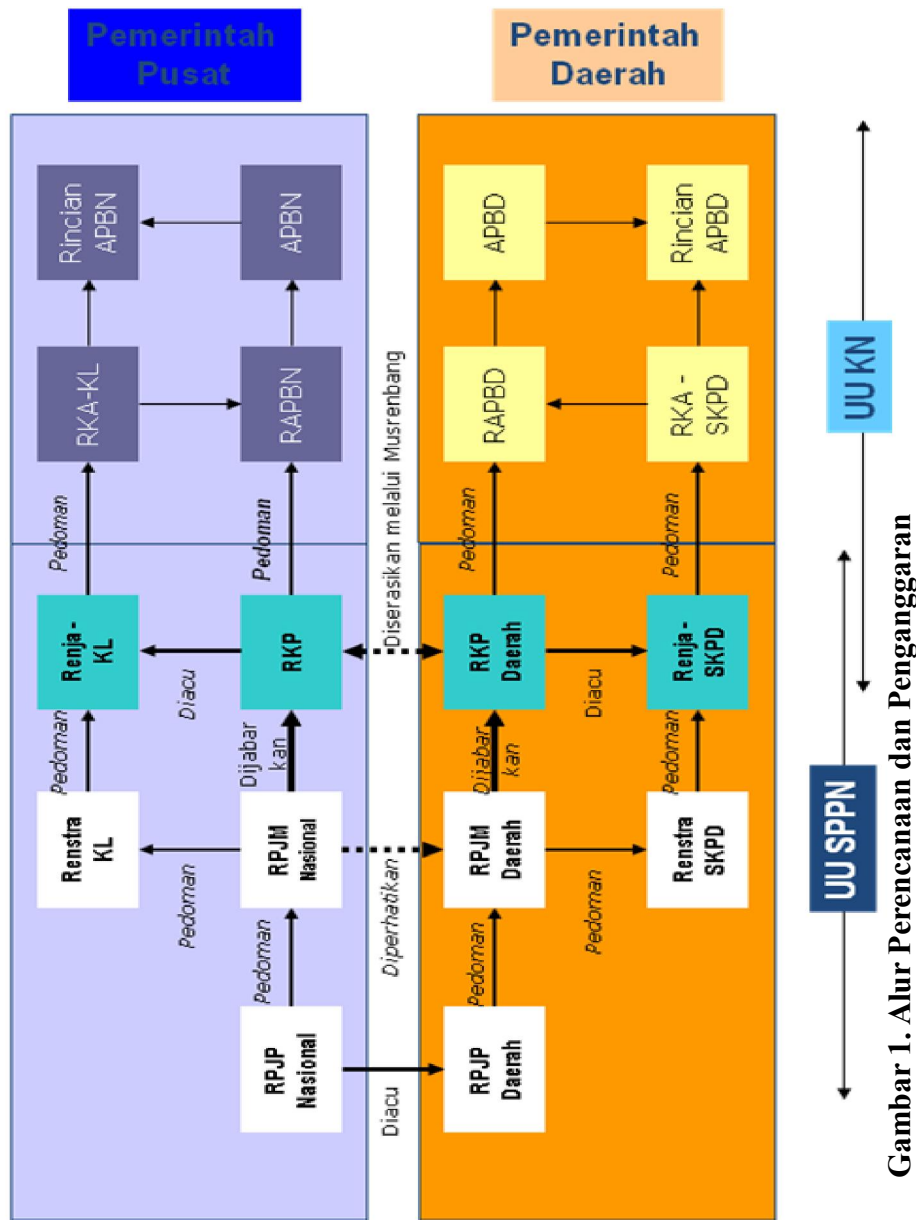 Pemerintah
Pusat
Rincian
APBN
APBN
RKA-KL
RAPBN
Pedoman
Pedoman
Renja -
KL
RKP
Diacu
Pedoman
Dijabar
kan
Renstra
KL
RPJM
Nasional
Pedoman
Pedoman
RPJP
Nasional
Diserasikan melalui Musrenbang
Diperhatikan
Diacu
Pemerintah
Daerah
APBD
Rincian
APBD
RAPBD
RKA -
SKPD
Pedoman
Pedoman
RKP
Daerah
Renja-
SKPD
Diacu
Dijabar
kan
Pedoman
RPJM
Daerah
Renstra
SKPD
Pedoman
Pedoman
RPJP
Daerah
UU KN
UU SPPN
Gambar 1. Alur Perencanaan dan Penganggaran